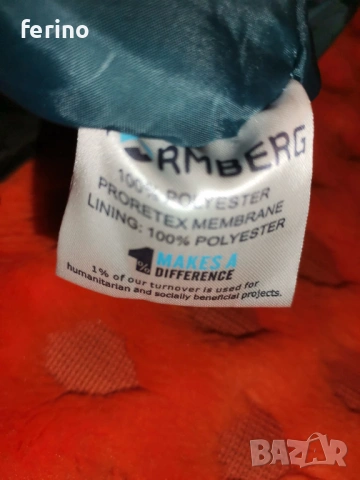 ferino
RMBERG
100% POLYESTER
PRORETEX MEMBRANE
LINING: 100% POLYESTER
1% MAKES A
DIFFERENCE
1% of our turnover is used for
humanitarian and socially beneficial projects.
BAZAR